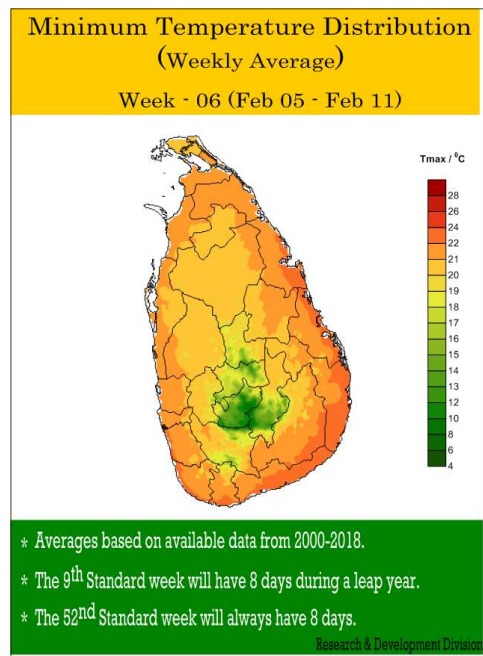 Minimum Temperature Distribution
(Weekly Average)
Week - 06 (Feb 05 - Feb 11)
Tmax / ⁰C
28
26
24
22
21
20
19
18
17
16
15
14
13
12
10
8
6
4
* Averages based on available data from 2000-2018.
* The 9th Standard week will have 8 days during a leap year.
* The 52nd Standard week will always have 8 days.
Research & Development Division